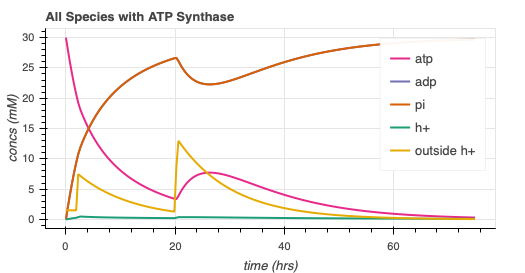 All Species with ATP Synthase
concs (mM)
30
25
20
15
10
5
0
atp
adp
pi
h+
outside h+
0
20
40
60
time (hrs)